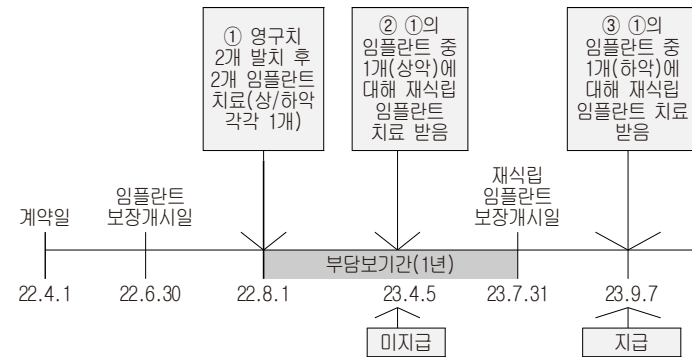 ① 영구치
2개 발치 후
2개 임플란트
치료(상/하악
각각 1개)
② ①의
임플란트 중
1개(상악)에
대해 재식립
임플란트
치료 받음
③ ①의
임플란트 중
1개(하악)에
대해 재식립
임플란트 치료
받음
계약일
임플란트
보장개시일
재식립
임플란트
보장개시일
부담보기간(1년)
22.4.1
22.6.30
22.8.1
23.4.5
23.7.31
23.9.7
미지급
지급